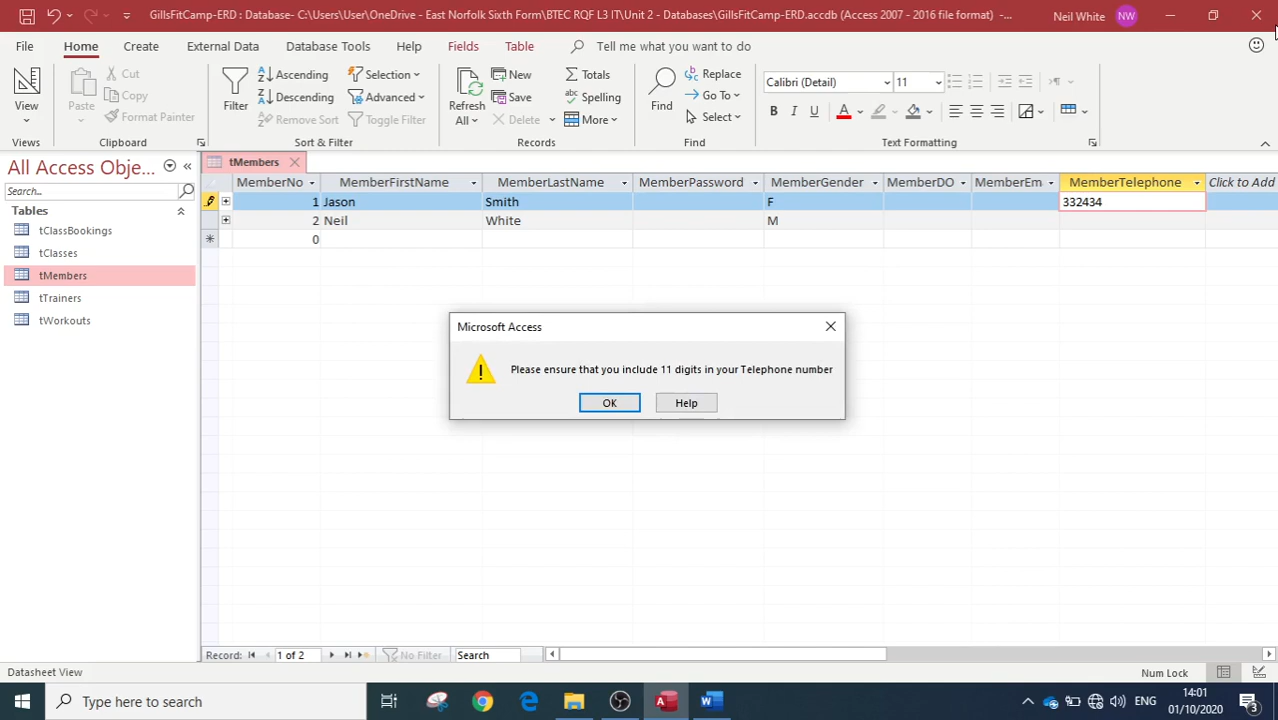 GillsFitCamp-ERD : Database- C:\Users\User\OneDrive - East Norfolk Sixth Form\BTEC RQF L3 IT\Unit 2 - Databases\GillsFitCamp-ERD.accdb (Access 2007 - 2016 file format) -...
Neil White NW
File Home Create External Data Database Tools Help Fields Table Tell me what you want to do
View
Views
Paste
Cut
Copy
Format Painter
Clipboard
Filter
Ascending
Descending
Remove Sort
Selection
Advanced
Toggle Filter
Sort & Filter
Refresh
All
New
Save
Delete
Totals
Spelling
More
Records
Find
Replace
Go To
Select
Find
Calibri (Detail) 11
B I U A
Text Formatting
All Access Obje...
Search...
Tables
tClassBookings
tClasses
tMembers
tTrainers
tWorkouts
tMembers
MemberNo MemberFirstName MemberLastName MemberPassword MemberGender MemberDO MemberEm MemberTelephone Click to Add
1 Jason Smith F 332434
2 Neil White M
0
Microsoft Access
Please ensure that you include 11 digits in your Telephone number
OK Help
Record: 1 of 2 No Filter Search
Datasheet View Num Lock
Type here to search
ENG
14:01
01/10/2020
3